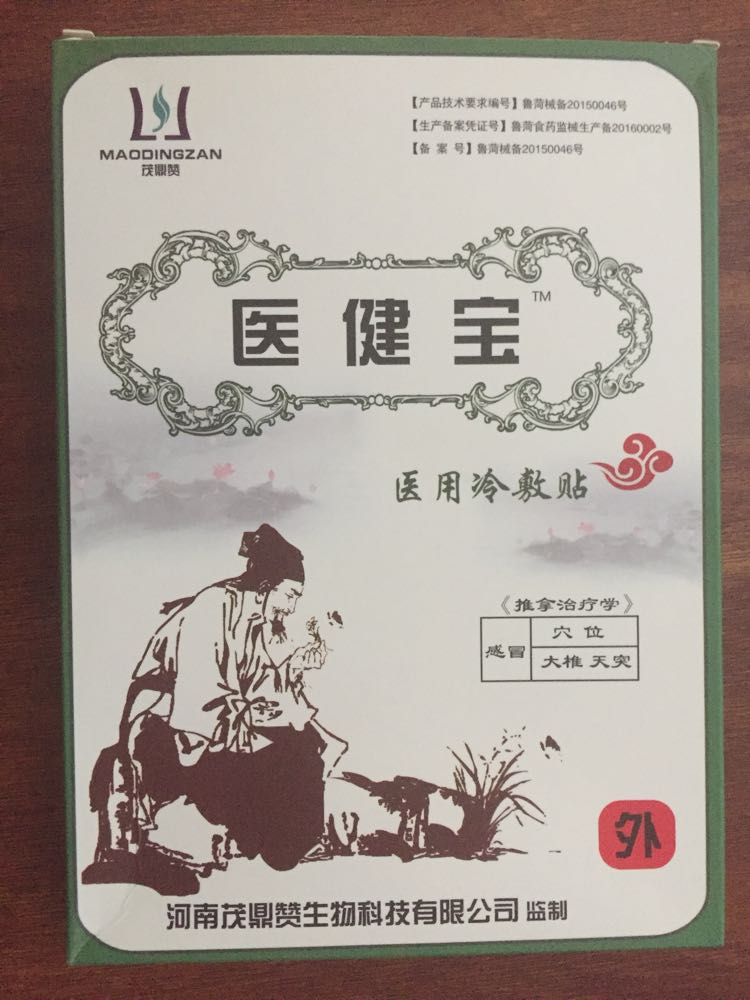 MAODINGZAN
茂鼎赞
【产品技术要求编号】鲁菏械备20150046号
【生产备案凭证号】鲁菏食药监械生产备20160002号
【备 案 号】鲁菏械备20150046号
医健宝™
医用冷敷贴
《推拿治疗学》
感冒
穴位
大椎 天突
外
河南茂鼎赞生物科技有限公司 监制